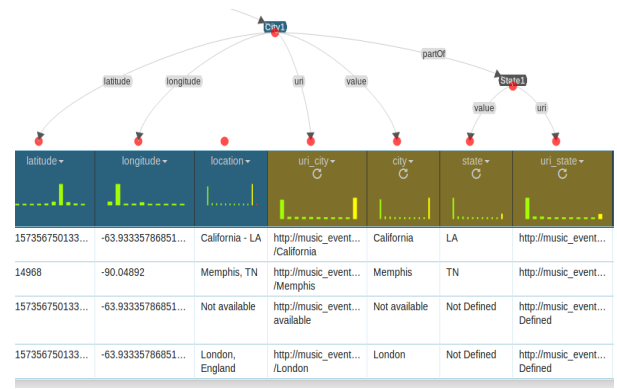 City1
partOf
latitude
longitude
uri
value
State1
value
uri
latitude
longitude
location
uri_city
city
state
uri_state
157356750133... -63.93335786851... California - LA http://music_event... California LA http://music_event...
/California
14968 -90.04892 Memphis, TN http://music_event... Memphis TN http://music_event...
/Memphis
157356750133... -63.93335786851... Not available http://music_event... Not available Not Defined http://music_event...
available Defined
157356750133... -63.93335786851... London, http://music_event... London Not Defined http://music_event...
England /London Defined